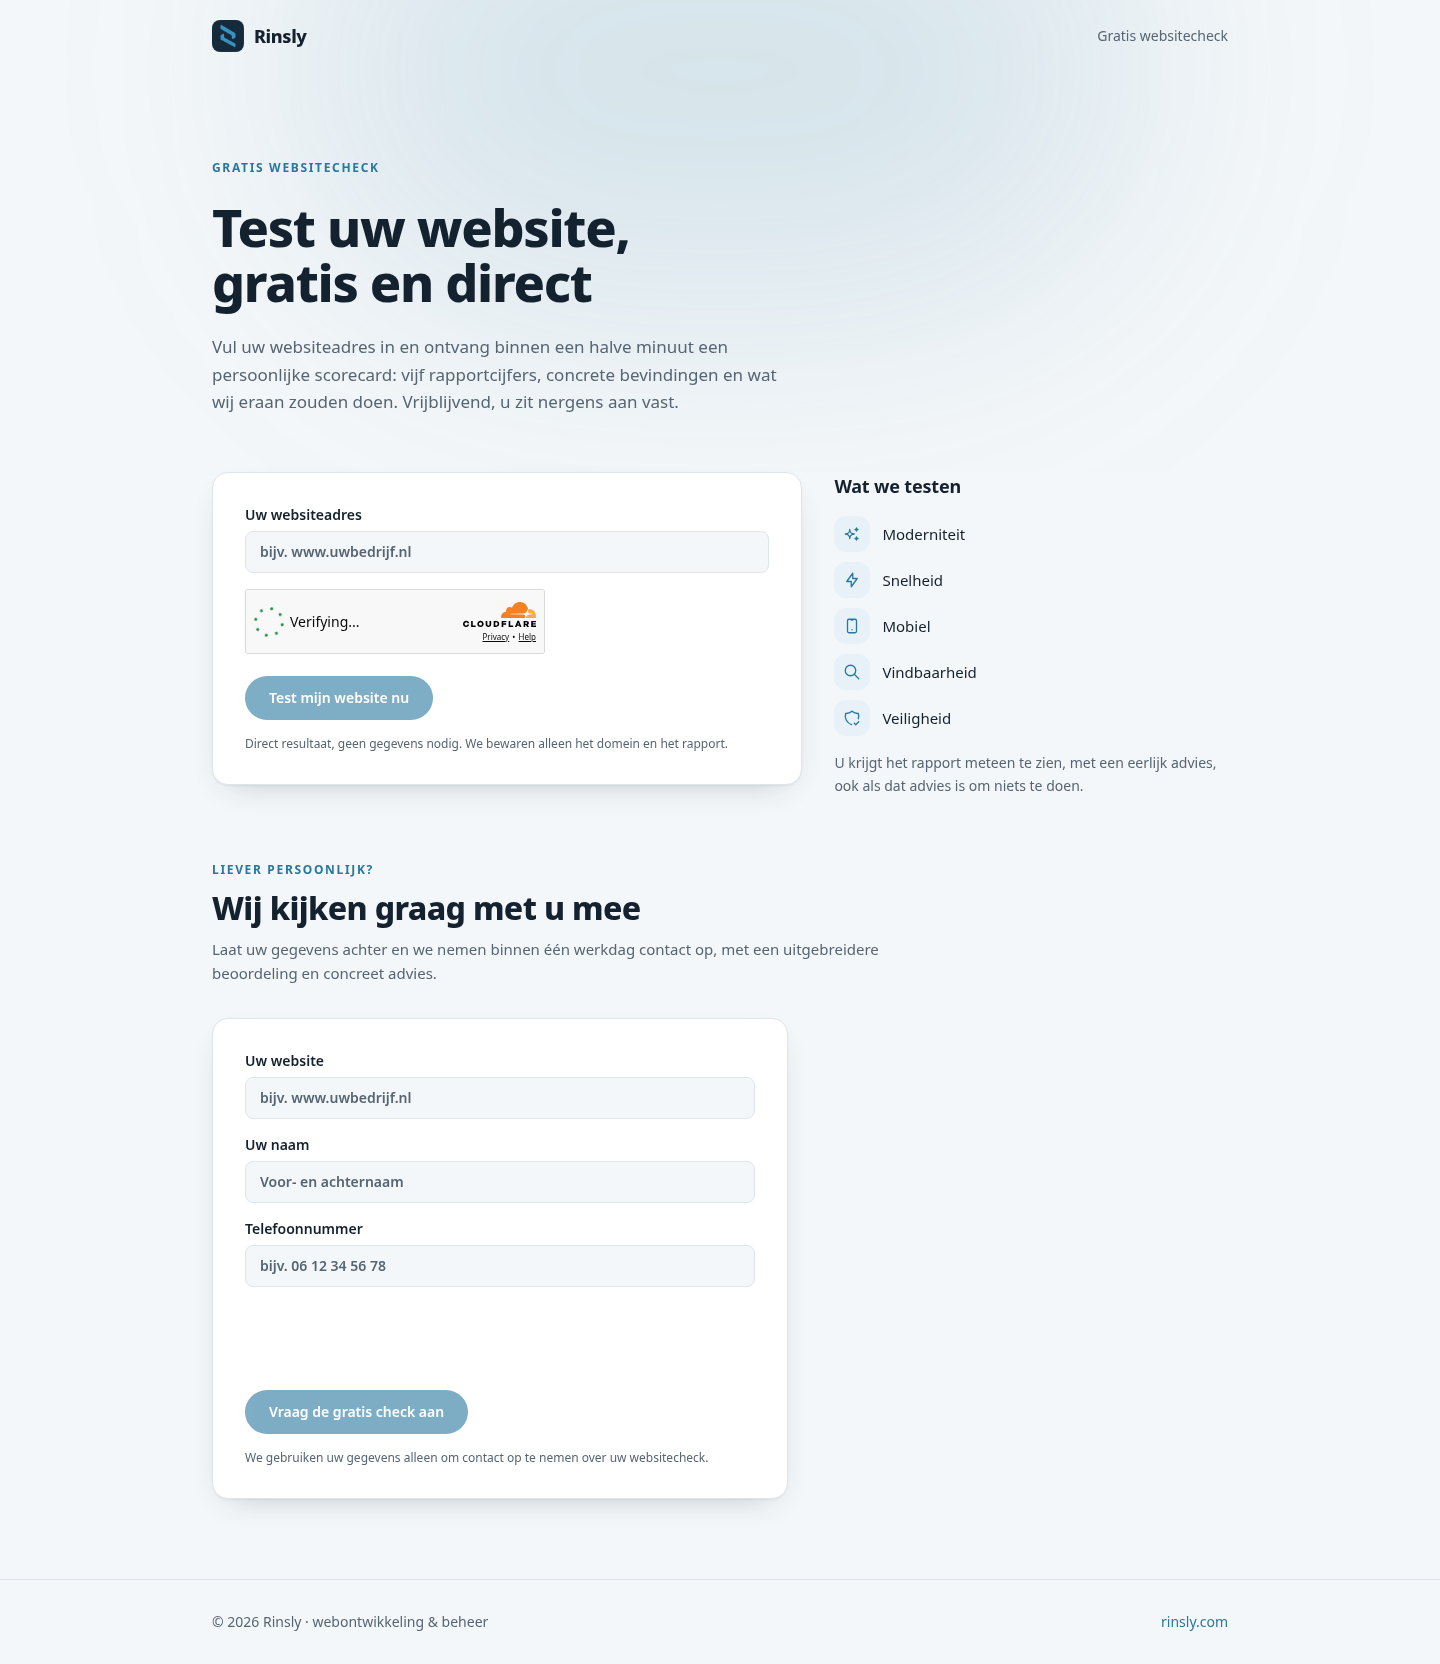 Rinsly
Gratis websitecheck
GRATIS WEBSITECHECK
Test uw website,
gratis en direct
Vul uw websiteadres in en ontvang binnen een halve minuut een
persoonlijke scorecard: vijf rapportcijfers, concrete bevindingen en wat
wij eraan zouden doen. Vrijblijvend, u zit nergens aan vast.
Uw websiteadres
bijv. www.uwbedrijf.nl
Verifying...
CLOUDFLARE
Privacy • Help
Test mijn website nu
Direct resultaat, geen gegevens nodig. We bewaren alleen het domein en het rapport.
Wat we testen
Moderniteit
Snelheid
Mobiel
Vindbaarheid
Veiligheid
U krijgt het rapport meteen te zien, met een eerlijk advies,
ook als dat advies is om niets te doen.
LIEVER PERSOONLIJK?
Wij kijken graag met u mee
Laat uw gegevens achter en we nemen binnen één werkdag contact op, met een uitgebreidere
beoordeling en concreet advies.
Uw website
bijv. www.uwbedrijf.nl
Uw naam
Voor- en achternaam
Telefoonnummer
bijv. 06 12 34 56 78
Vraag de gratis check aan
We gebruiken uw gegevens alleen om contact op te nemen over uw websitecheck.
© 2026 Rinsly · webontwikkeling & beheer
rinsly.com